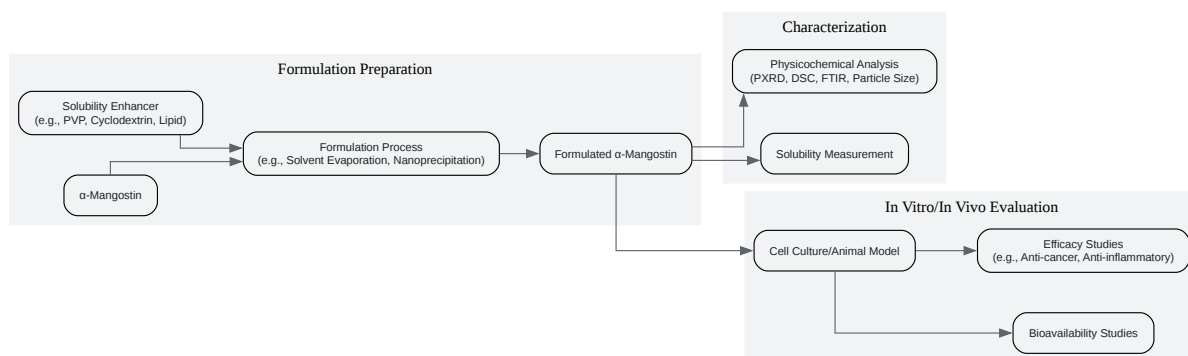 Formulation Preparation
Solubility Enhancer
(e.g., PVP, Cyclodextrin, Lipid)
α-Mangostin
Formulation Process
(e.g., Solvent Evaporation, Nanoprecipitation)
Formulated α-Mangostin
Characterization
Physicochemical Analysis
(PXRD, DSC, FTIR, Particle Size)
Solubility Measurement
In Vitro/In Vivo Evaluation
Cell Culture/Animal Model
Efficacy Studies
(e.g., Anti-cancer, Anti-inflammatory)
Bioavailability Studies